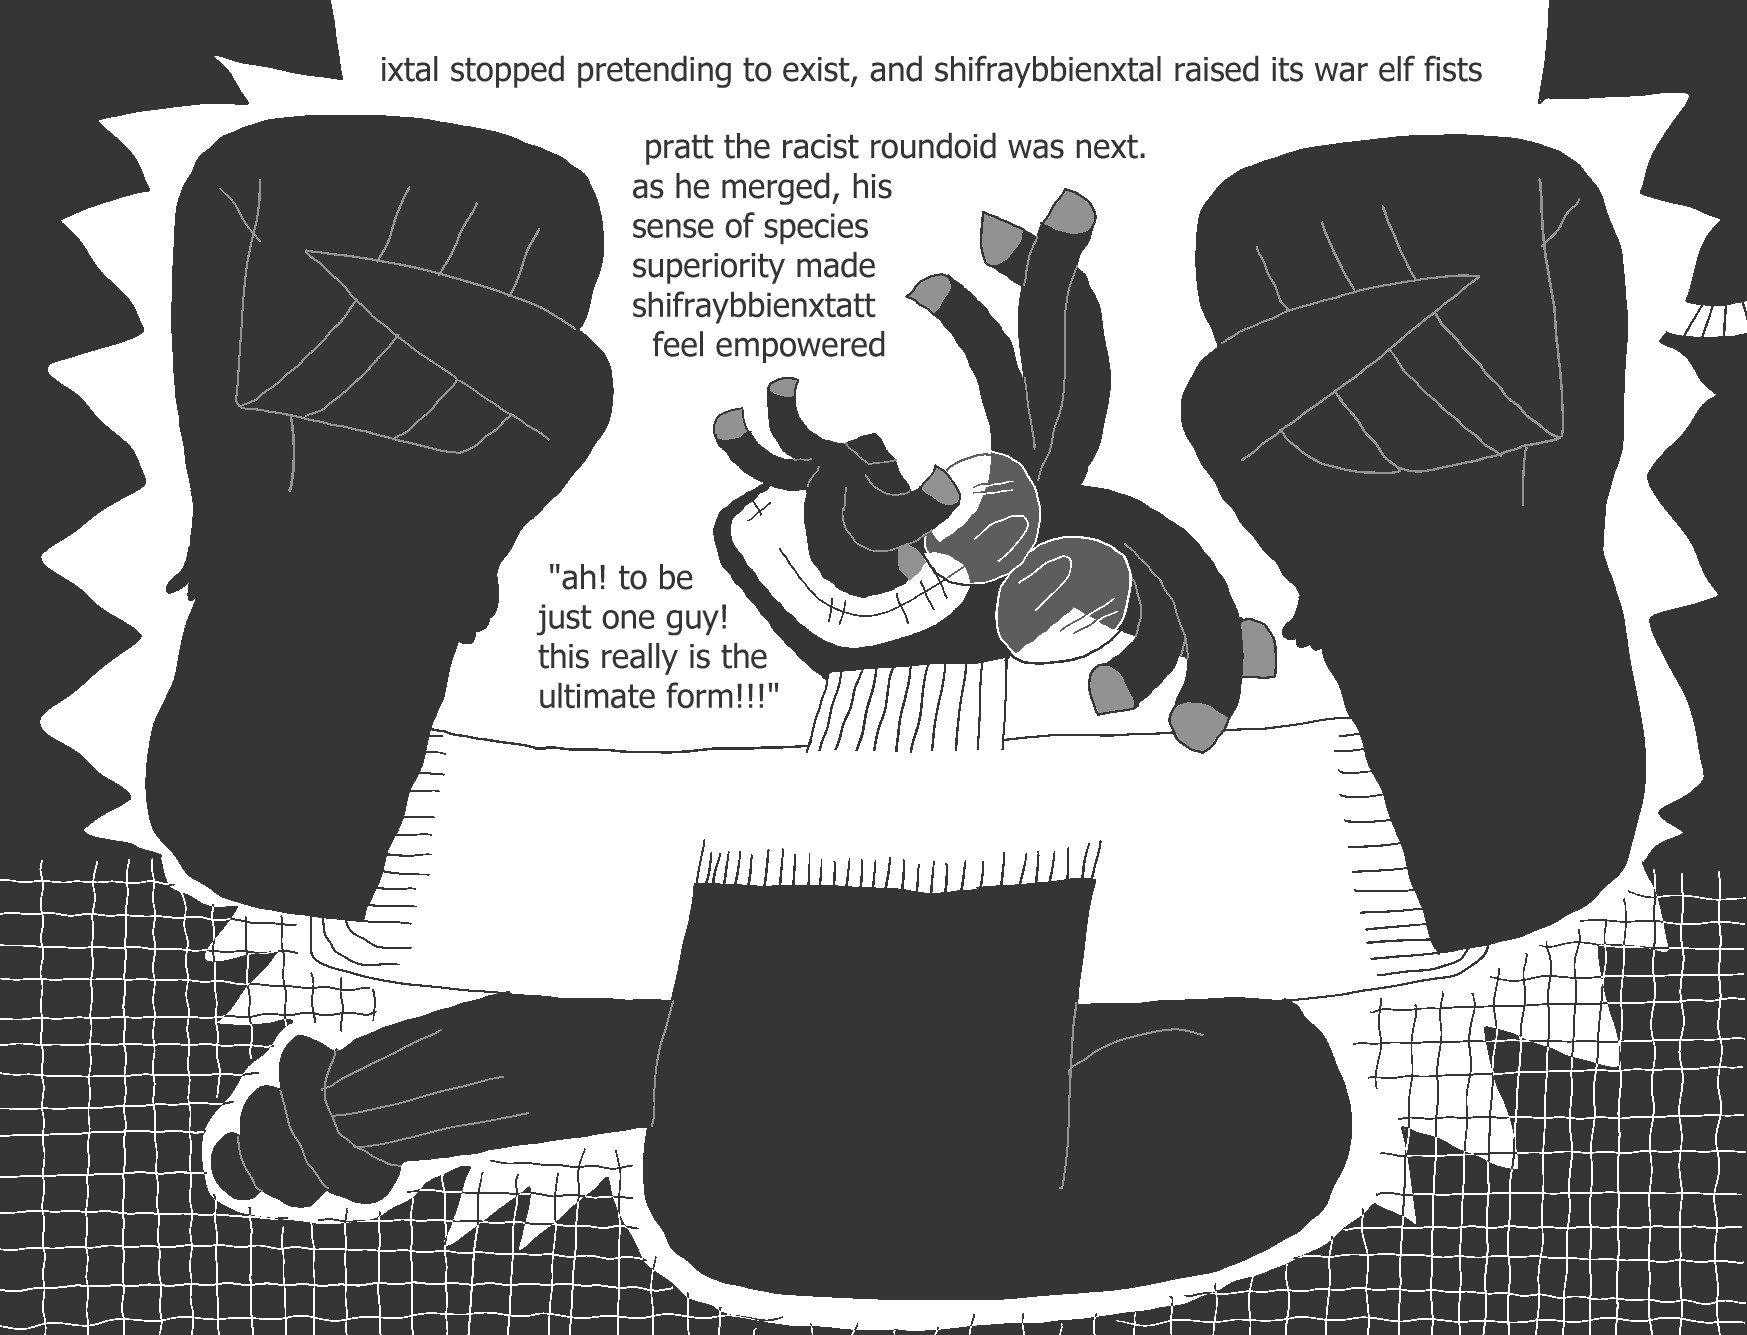 ixtal stopped pretending to exist, and shifraybbienxtal raised its war elf fists
pratt the racist roundoid was next.
as he merged, his
sense of species
superiority made
shifraybbienxtatt
feel empowered
"ah! to be
just one guy!
this really is the
ultimate form!!!"